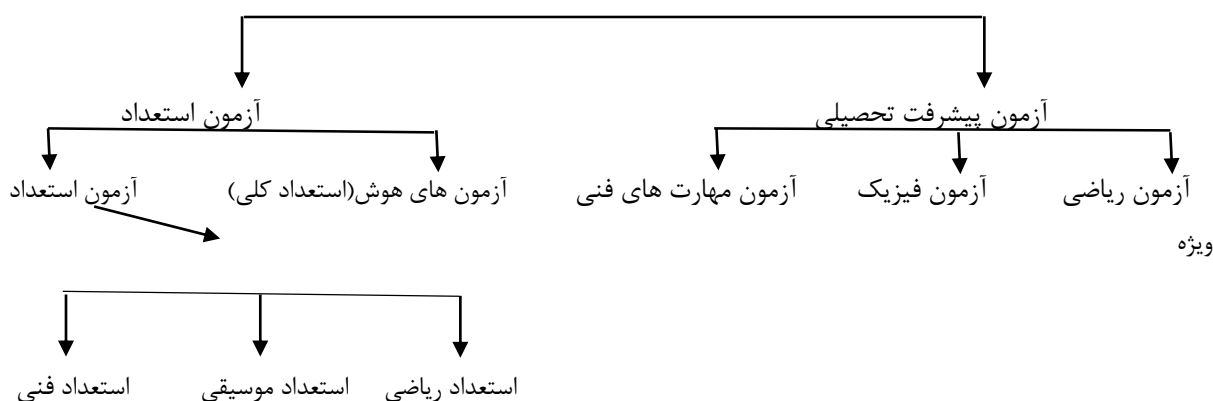 آزمون پیشرفت تحصیلی آزمون استعداد
آزمون ریاضی آزمون فیزیک آزمون مهارت های فنی آزمون های هوش(استعداد کلی) آزمون استعداد
ویژه
استعداد ریاضی استعداد موسیقی استعداد فنی